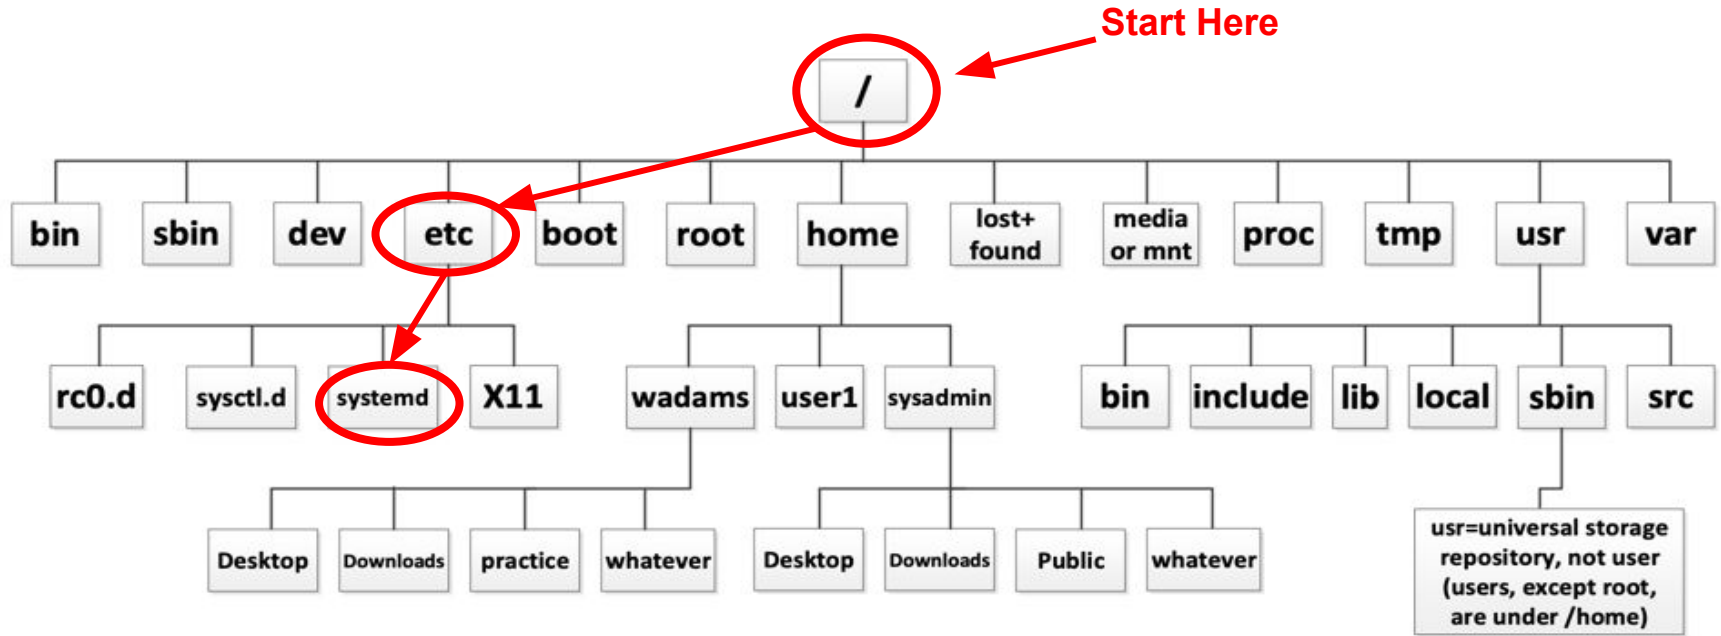 Start Here
/
bin
sbin
dev
etc
boot
root
home
lost+
found
media
or mnt
proc
tmp
usr
var
rc0.d
sysctl.d
systemd
X11
wadams
user1
sysadmin
bin
include
lib
local
sbin
src
Desktop
Downloads
practice
whatever
Desktop
Downloads
Public
whatever
usr=universal storage
repository, not user
(users, except root,
are under /home)